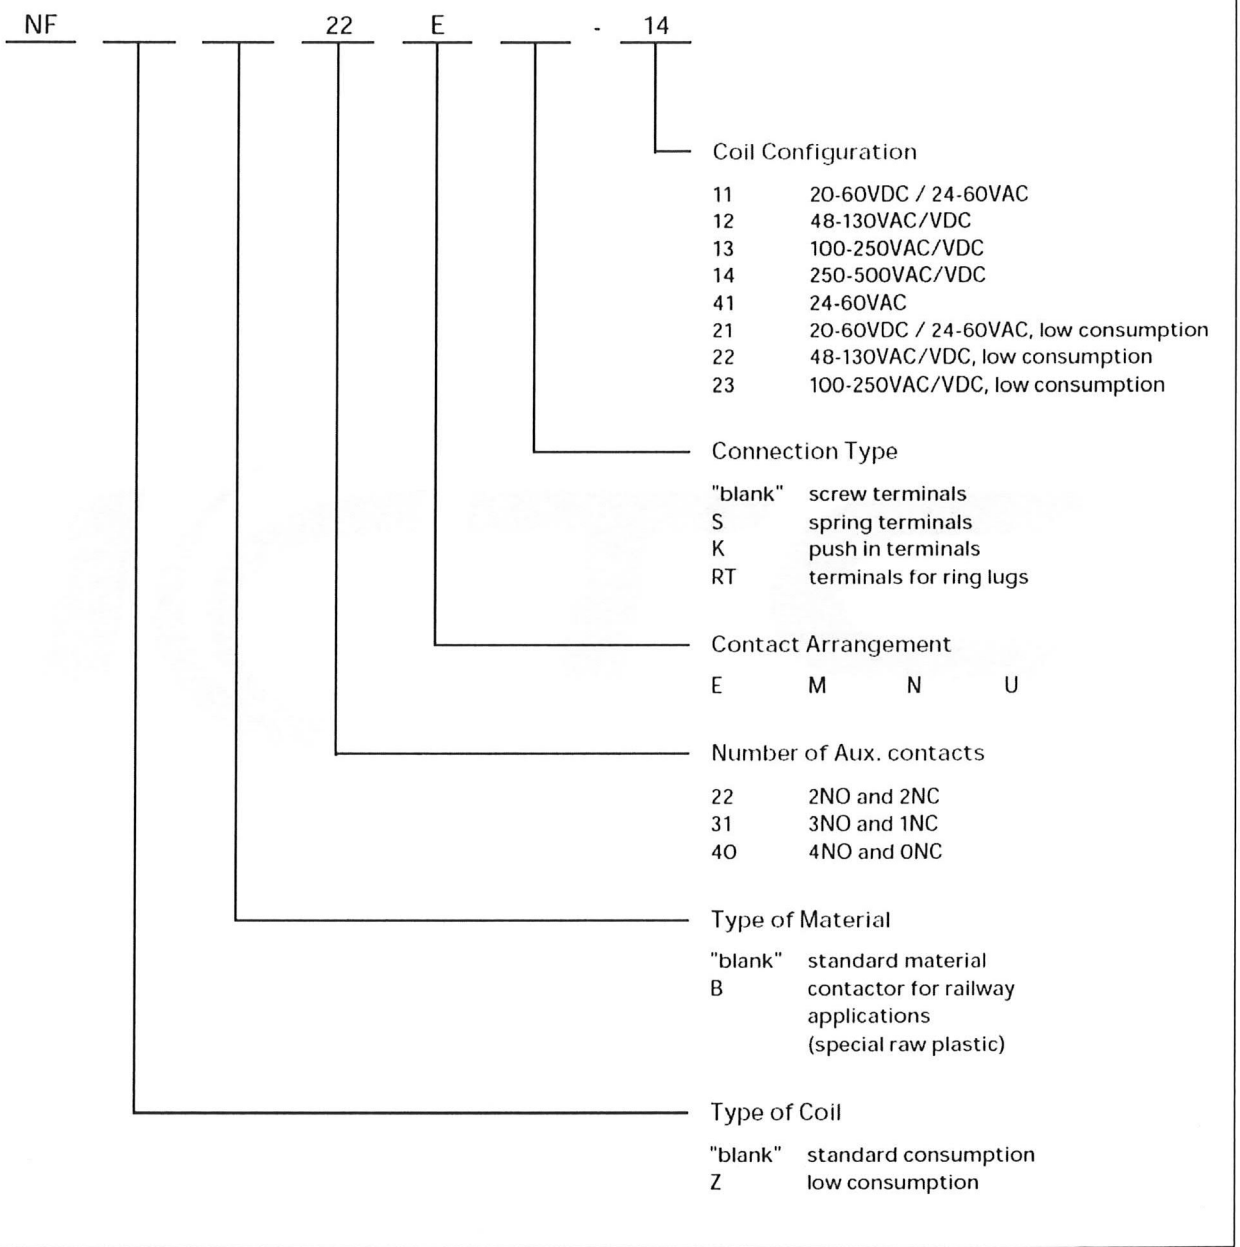 NF 22 E - 14
Coil Configuration
11 20-60VDC / 24-60VAC
12 48-130VAC/VDC
13 100-250VAC/VDC
14 250-500VAC/VDC
41 24-60VAC
21 20-60VDC / 24-60VAC, low consumption
22 48-130VAC/VDC, low consumption
23 100-250VAC/VDC, low consumption
Connection Type
"blank" screw terminals
S spring terminals
K push in terminals
RT terminals for ring lugs
Contact Arrangement
E M N U
Number of Aux. contacts
22 2NO and 2NC
31 3NO and 1NC
40 4NO and 0NC
Type of Material
"blank" standard material
B contactor for railway
applications
(special raw plastic)
Type of Coil
"blank" standard consumption
Z low consumption